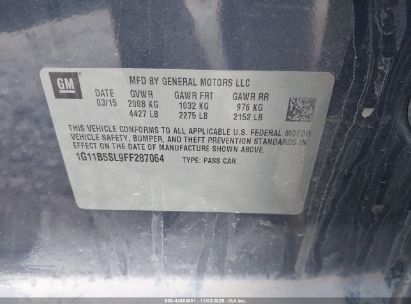 GM
MFD BY GENERAL MOTORS LLC
DATE GVWR GAWR FRT GAWR RR
03/15 2008 KG 1032 KG 976 KG
4427 LB 2275 LB 2152 LB
THIS VEHICLE CONFORMS TO ALL APPLICABLE U.S. FEDERAL MOTOR
VEHICLE SAFETY, BUMPER, AND THEFT PREVENTION STANDARDS
IN EFFECT ON THE DATE OF MANUFACTURE SHOWN ABOVE.
1G11B5SL9FF287064 TYPE: PASS CAR